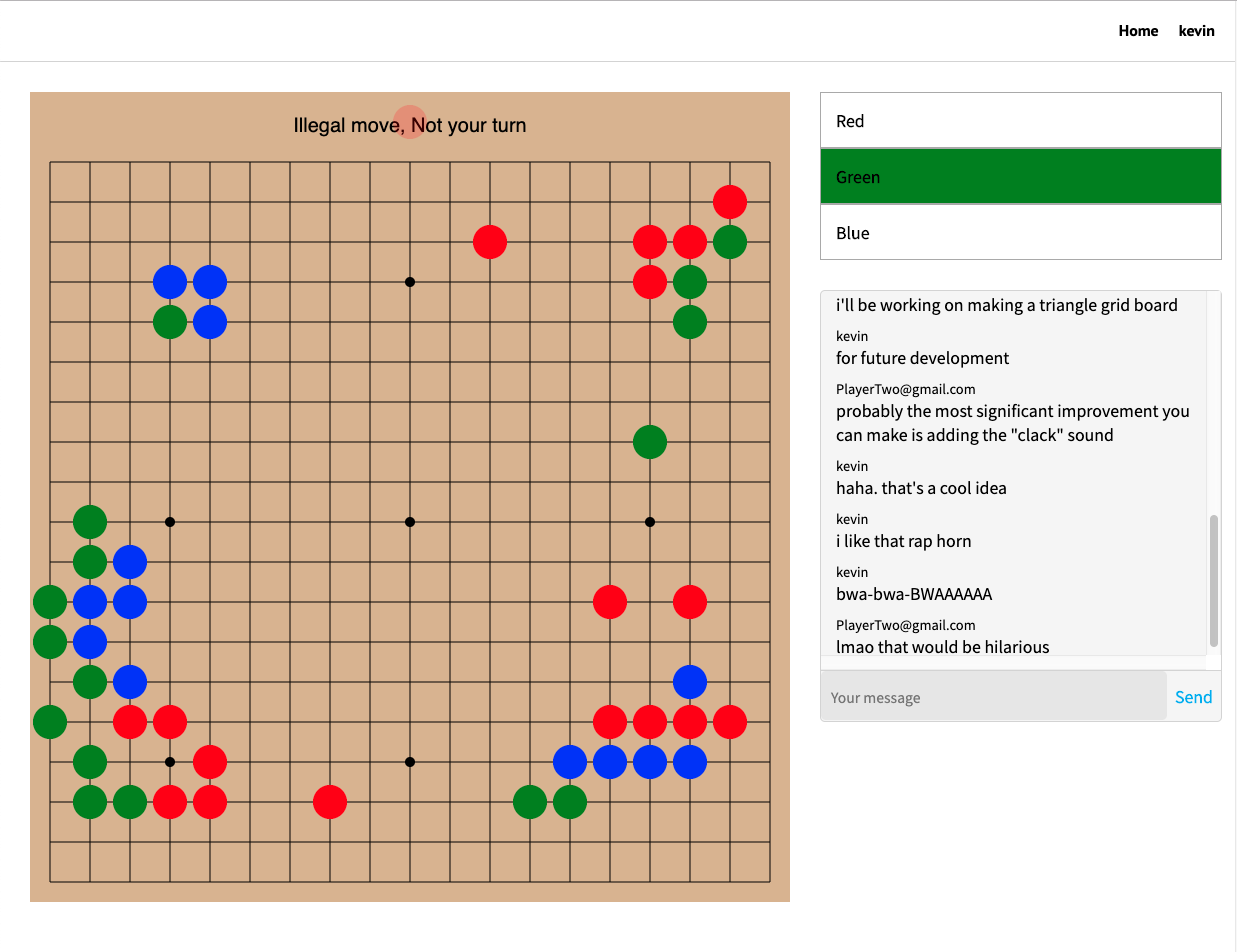 Home kevin
Illegal move, Not your turn
Red
Green
Blue
i'll be working on making a triangle grid board
kevin
for future development
PlayerTwo@gmail.com
probably the most significant improvement you
can make is adding the "clack" sound
kevin
haha. that's a cool idea
kevin
i like that rap horn
kevin
bwa-bwa-BWAAAAAA
PlayerTwo@gmail.com
lmao that would be hilarious
Your message Send